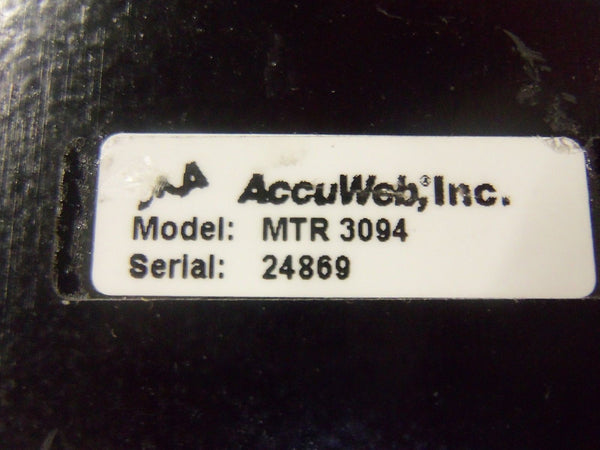 AccuWeb,® Inc.
Model: MTR 3094
Serial: 24869